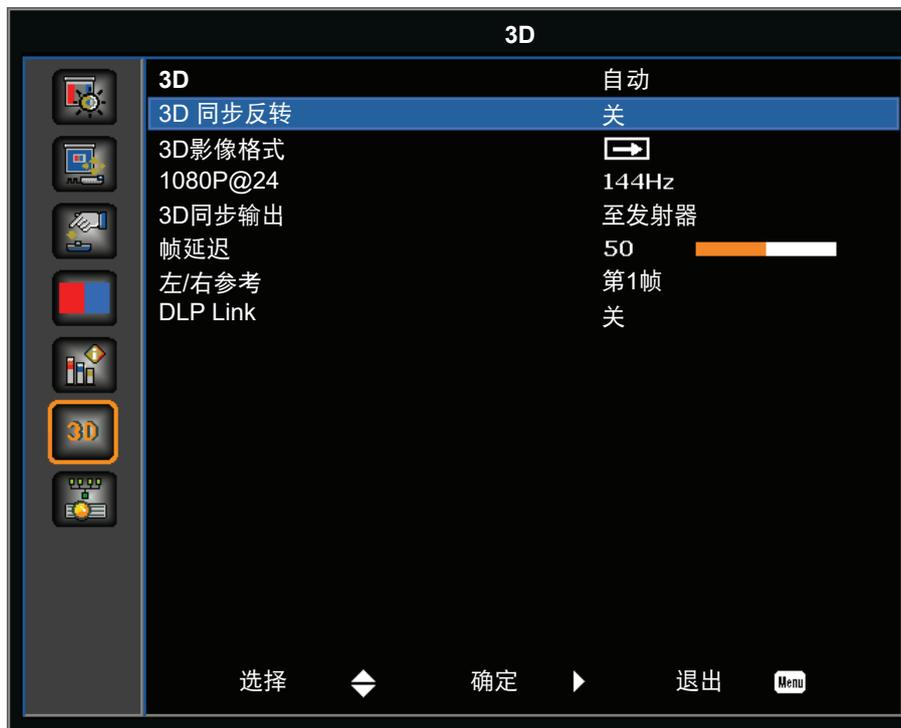 3D
3D 自动
3D 同步反转 关
3D影像格式
1080P@24 144Hz
3D同步输出 至发射器
帧延迟 50
左/右参考 第1帧
DLP Link 关
3D
选择 确定 退出 Menu